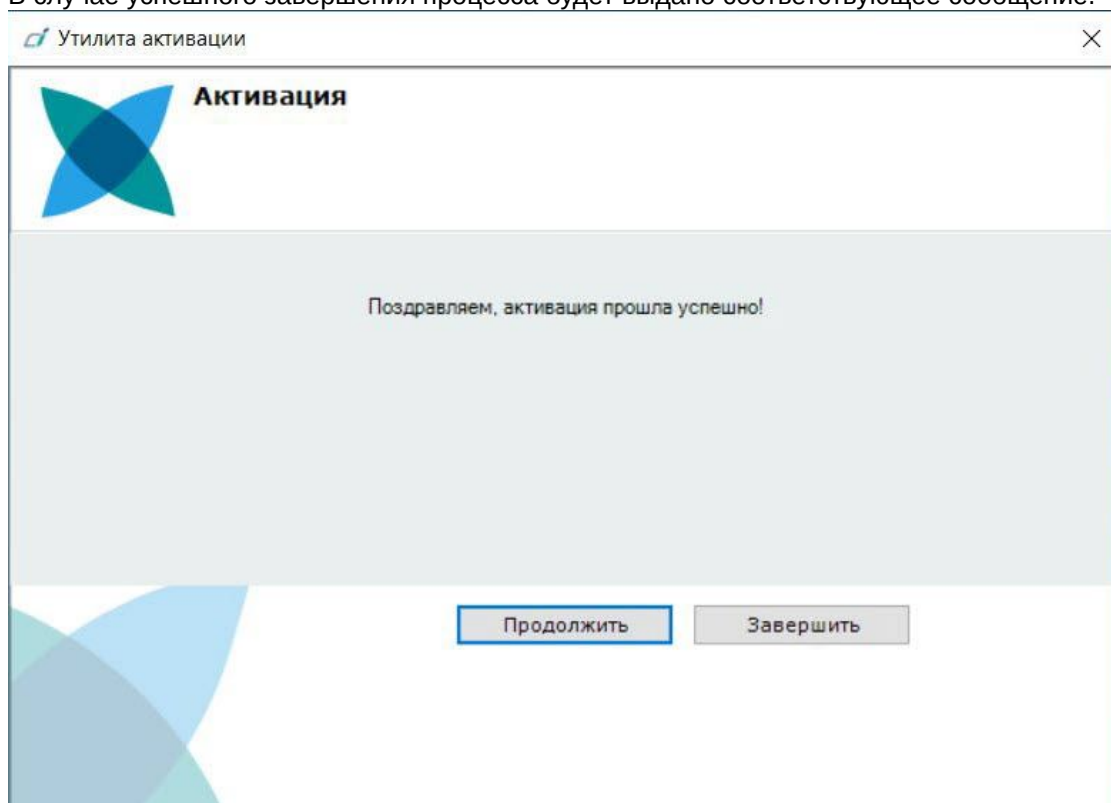 В случае успешного завершения процесса будет выдано соответствующее сообщение:
Утилита активации
Активация
Поздравляем, активация прошла успешно!
Продолжить
Завершить